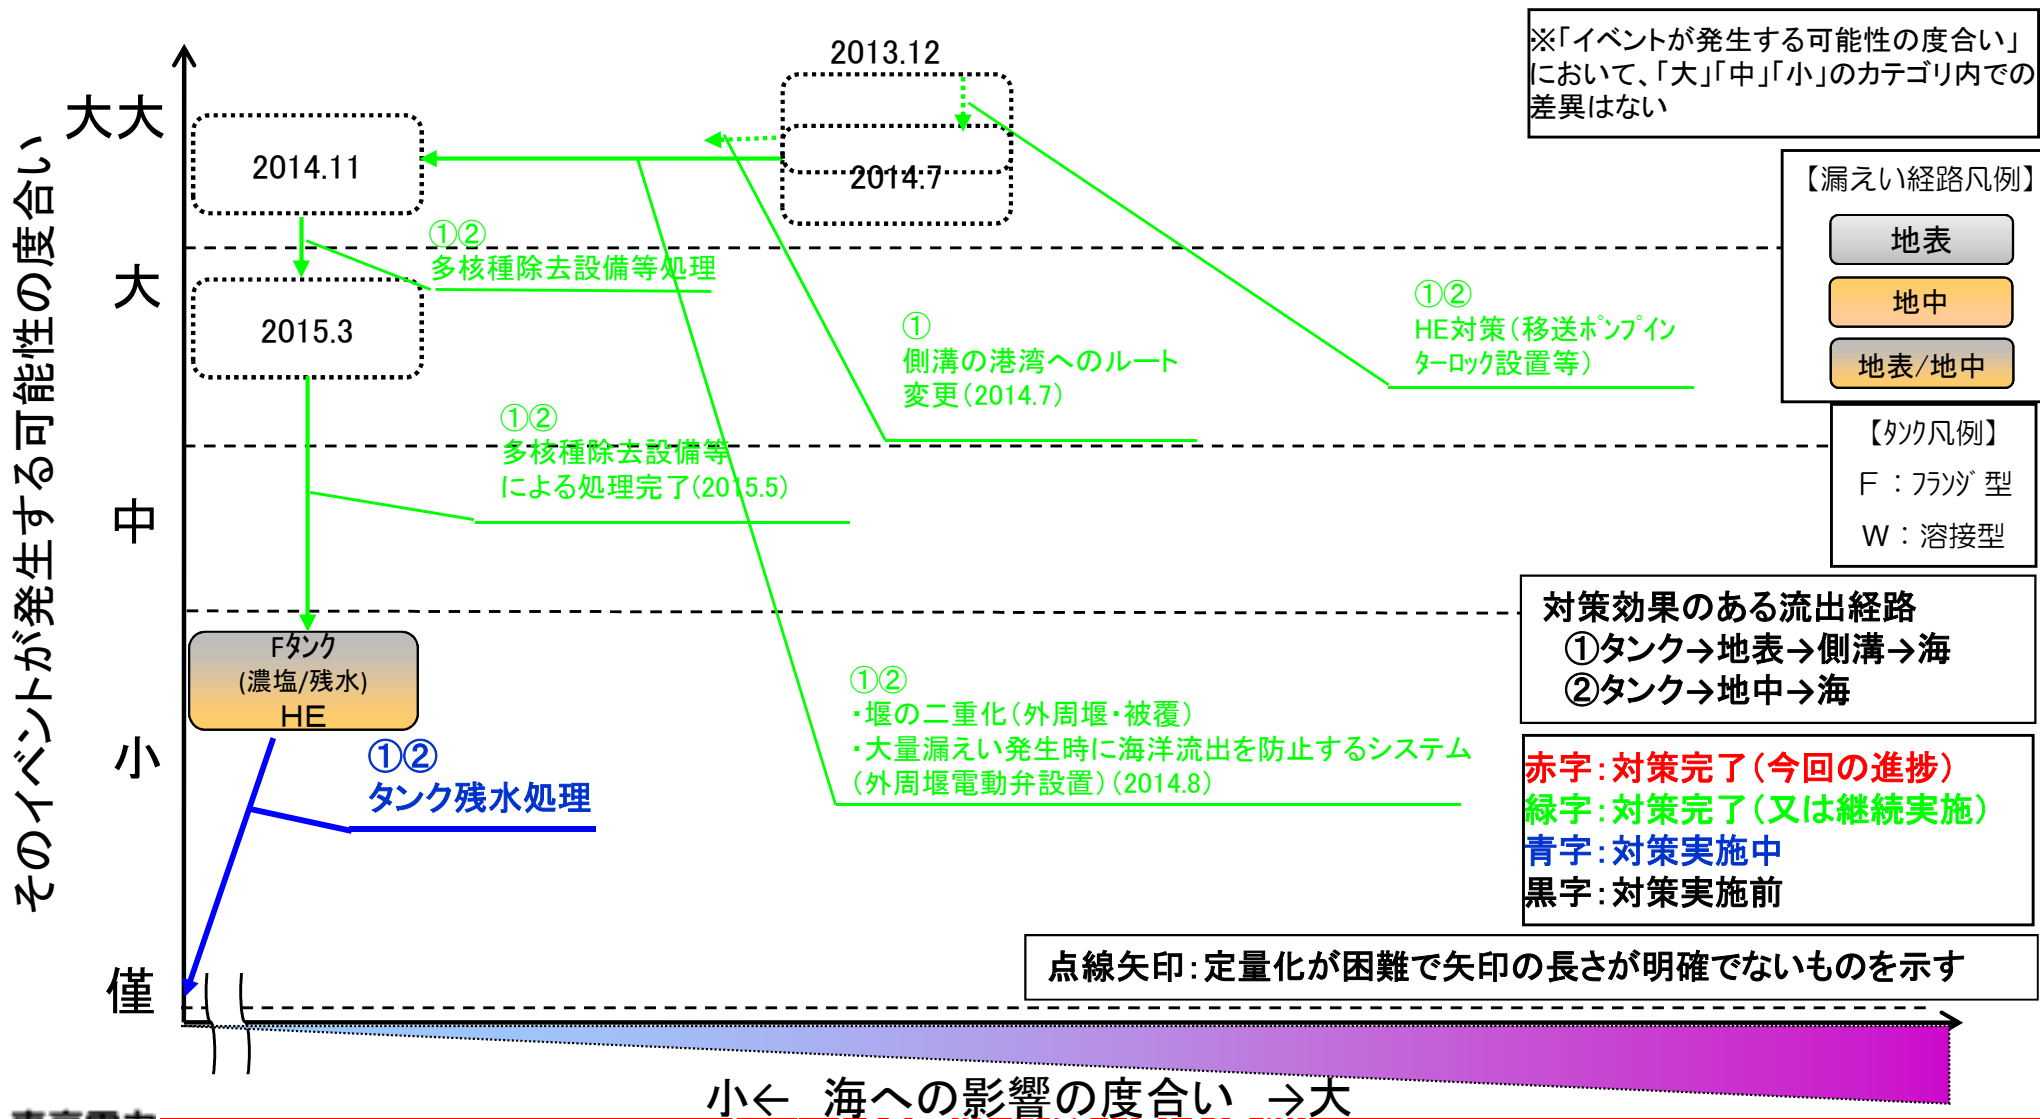 そのイベントが発生する可能性の度合い
大大
大
中
小
僅
2013.12
2014.7
2014.11
2015.3
①②
多核種除去設備等処理
①
側溝の港湾へのルート
変更(2014.7)
①②
HE対策(移送ﾎﾟﾝﾌﾟイン
ﾀｰﾛｯｸ設置等)
①②
多核種除去設備等
による処理完了(2015.5)
Fﾀﾝｸ
(濃塩/残水)
HE
①②
タンク残水処理
①②
・堰の二重化(外周堰・被覆)
・大量漏えい発生時に海洋流出を防止するシステム
(外周堰電動弁設置)(2014.8)
※「イベントが発生する可能性の度合い」
において、「大」「中」「小」のカテゴリ内での
差異はない
【漏えい経路凡例】
地表
地中
地表/地中
【ﾀﾝｸ凡例】
F：ﾌﾗﾝｼﾞ型
W：溶接型
対策効果のある流出経路
①タンク→地表→側溝→海
②タンク→地中→海
赤字：対策完了(今回の進捗)
緑字：対策完了(又は継続実施)
青字：対策実施中
黒字：対策実施前
点線矢印：定量化が困難で矢印の長さが明確でないものを示す
小← 海への影響の度合い →大